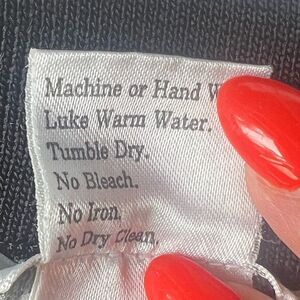 Machine or Hand W
Luke Warm Water.
Tumble Dry.
No Bleach.
No Iron.
No Dry Clean.